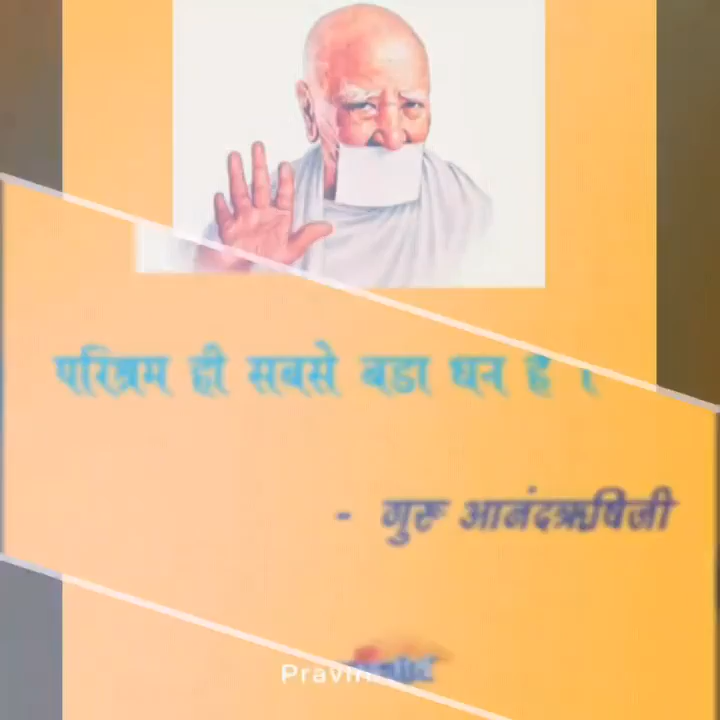 परिश्रम ही सबसे बडा धन है ।
- गुरू आनंदऋषिजी